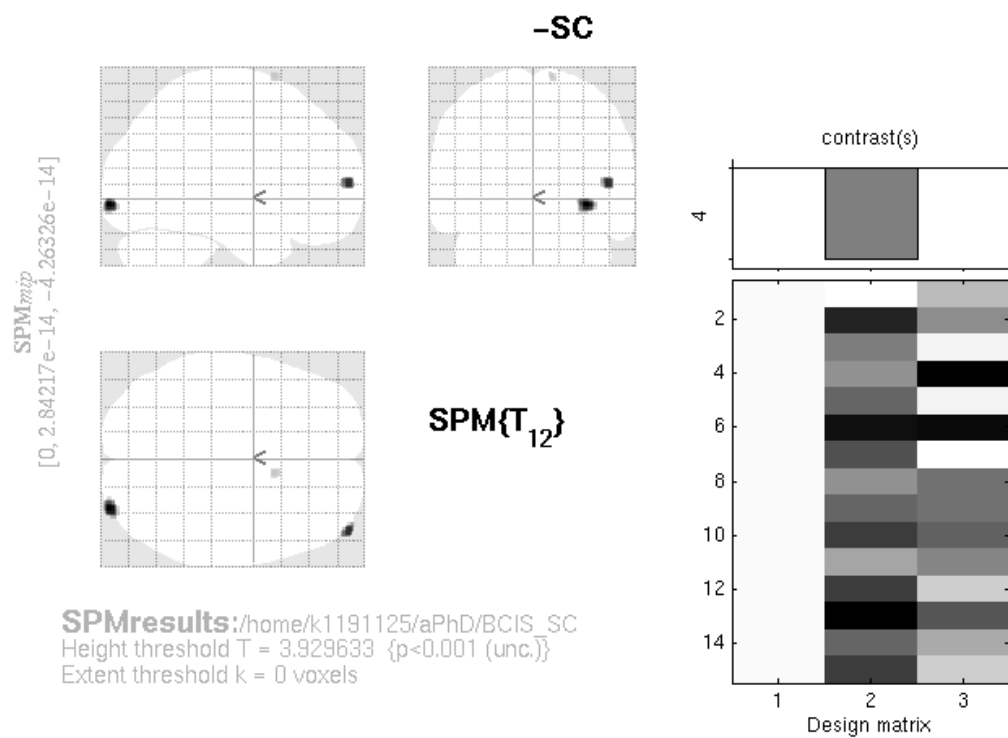 -SC
SPMmip
[0, 2.84217e-14, -4.26326e-14]
<
<
<
SPM{T12}
SPMresults:/home/k1191125/aPhD/BCIS_SC
Height threshold T = 3.929633 {p<0.001 (unc.)}
Extent threshold k = 0 voxels
contrast(s)
4
2
4
6
8
10
12
14
1 2 3
Design matrix